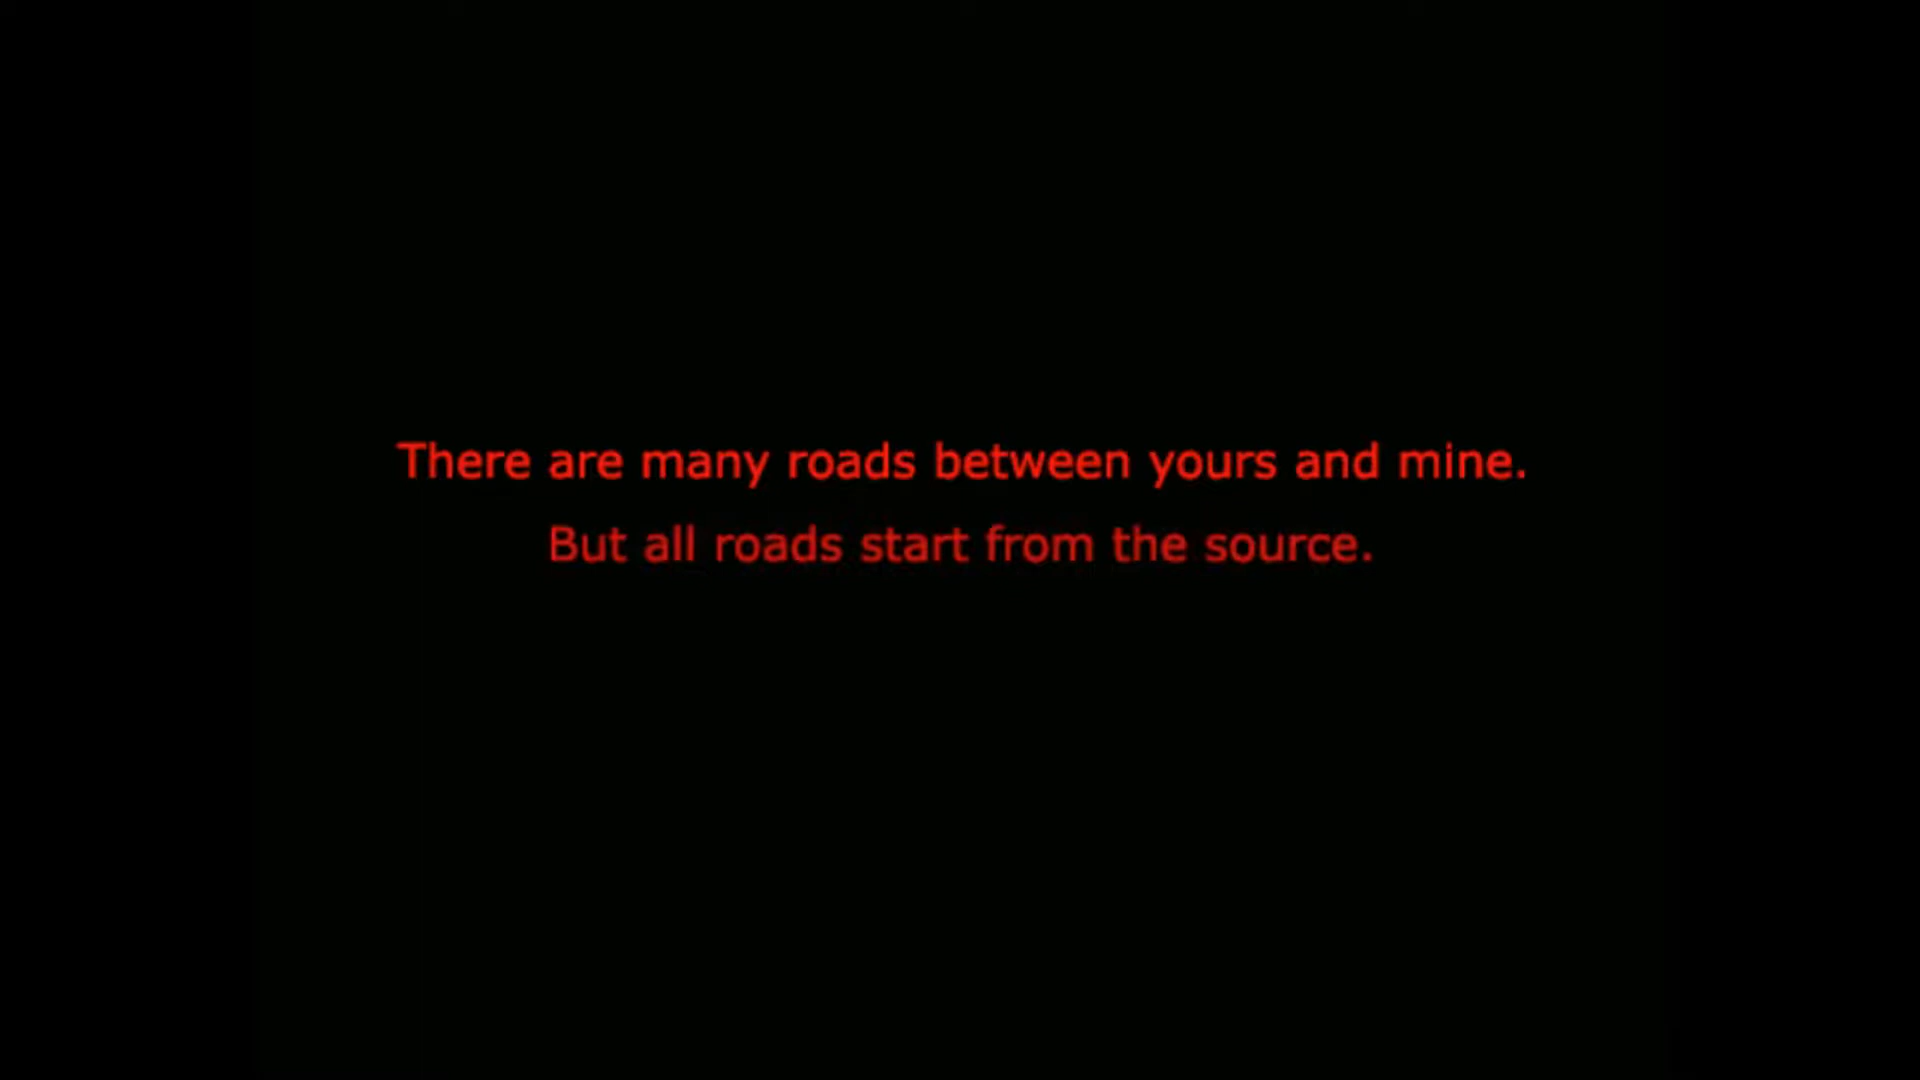 There are many roads between yours and mine.
But all roads start from the source.